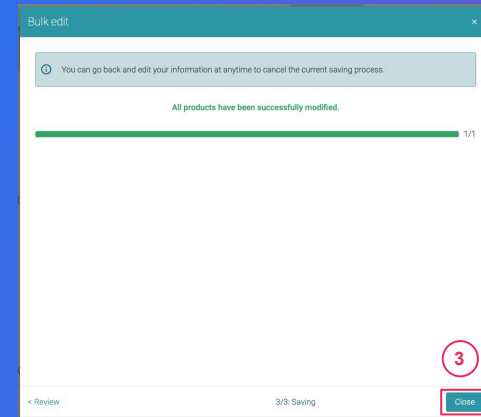 Bulk edit ×
You can go back and edit your information at anytime to cancel the current saving process.
All products have been successfully modified.
1/1
3
< Review 3/3: Saving Close